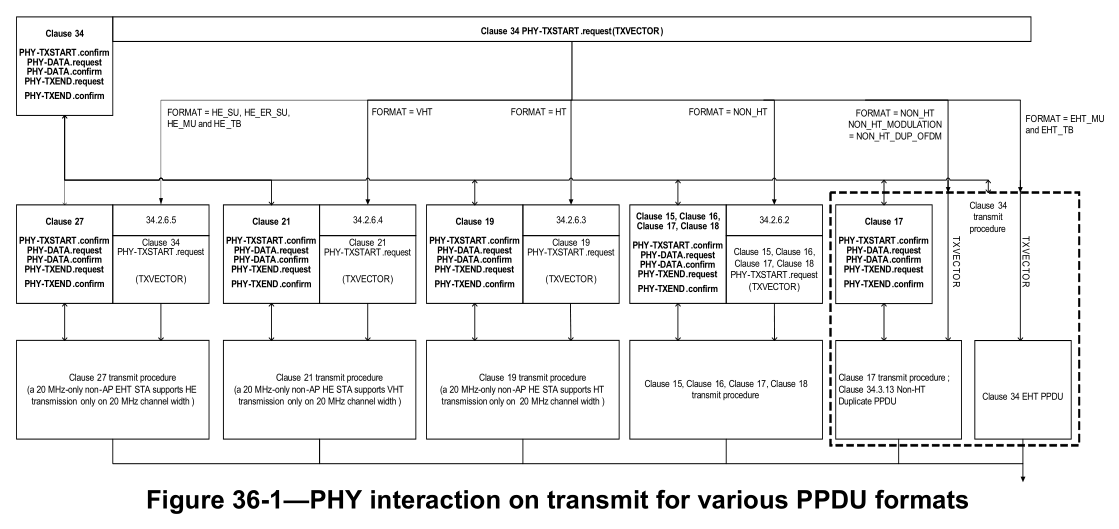 Clause 34
PHY-TXSTART.confirm
PHY-DATA.request
PHY-DATA.confirm
PHY-TXEND.request
PHY-TXEND.confirm
Clause 34 PHY-TXSTART.request(TXVECTOR)
FORMAT = HE_SU, HE_ER_SU,
HE_MU and HE_TB
FORMAT = VHT
FORMAT = HT
FORMAT = NON_HT
FORMAT = NON_HT
NON_HT_MODULATION
= NON_HT_DUP_OFDM
FORMAT = EHT_MU
and EHT_TB
Clause 27
PHY-TXSTART.confirm
PHY-DATA.request
PHY-DATA.confirm
PHY-TXEND.request
PHY-TXEND.confirm
34.2.6.5
Clause 34
PHY-TXSTART.request
(TXVECTOR)
Clause 21
PHY-TXSTART.confirm
PHY-DATA.request
PHY-DATA.confirm
PHY-TXEND.request
PHY-TXEND.confirm
34.2.6.4
Clause 21
PHY-TXSTART.request
(TXVECTOR)
Clause 19
PHY-TXSTART.confirm
PHY-DATA.request
PHY-DATA.confirm
PHY-TXEND.request
PHY-TXEND.confirm
34.2.6.3
Clause 19
PHY-TXSTART.request
(TXVECTOR)
Clause 15, Clause 16,
Clause 17, Clause 18
PHY-TXSTART.confirm
PHY-DATA.request
PHY-DATA.confirm
PHY-TXEND.request
PHY-TXEND.confirm
34.2.6.2
Clause 15, Clause 16,
Clause 17, Clause 18
PHY-TXSTART.request
(TXVECTOR)
Clause 17
PHY-TXSTART.confirm
PHY-DATA.request
PHY-DATA.confirm
PHY-TXEND.request
PHY-TXEND.confirm
TXVECTOR
Clause 34
transmit
procedure
TXVECTOR
Clause 27 transmit procedure
(a 20 MHz-only non-AP EHT STA supports HE
transmission only on 20 MHz channel width )
Clause 21 transmit procedure
(a 20 MHz-only non-AP HE STA supports VHT
transmission only on 20 MHz channel width )
Clause 19 transmit procedure
(a 20 MHz-only non-AP HE STA supports HT
transmission only on 20 MHz channel width )
Clause 15, Clause 16, Clause 17, Clause 18
transmit procedure
Clause 17 transmit procedure ;
Clause 34.3.13 Non-HT
Duplicate PPDU
Clause 34 EHT PPDU
Figure 36-1—PHY interaction on transmit for various PPDU formats